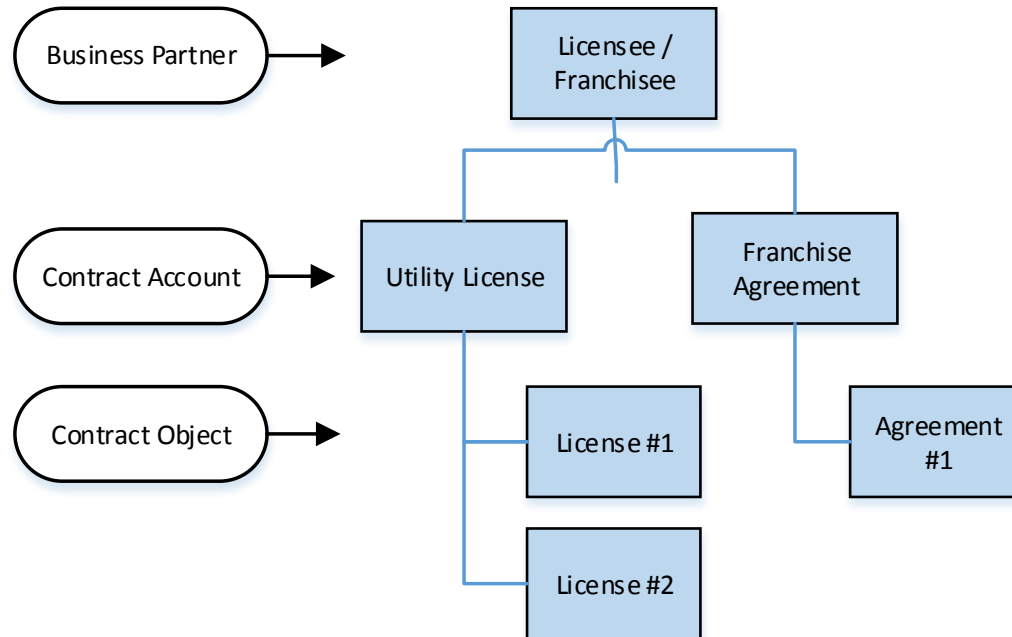 Business Partner
Licensee /
Franchisee
Contract Account
Utility License
Franchise
Agreement
Contract Object
License #1
Agreement
#1
License #2